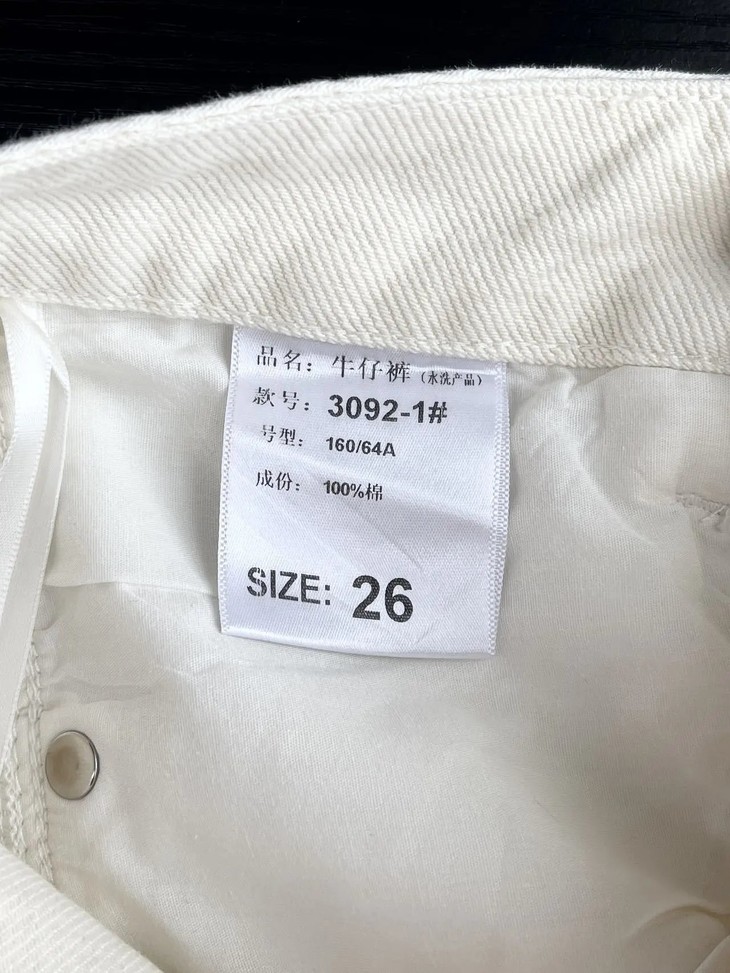 品名：牛仔裤（水洗产品）
款号：3092-1#
号型：160/64A
成份：100%棉
SIZE: 26